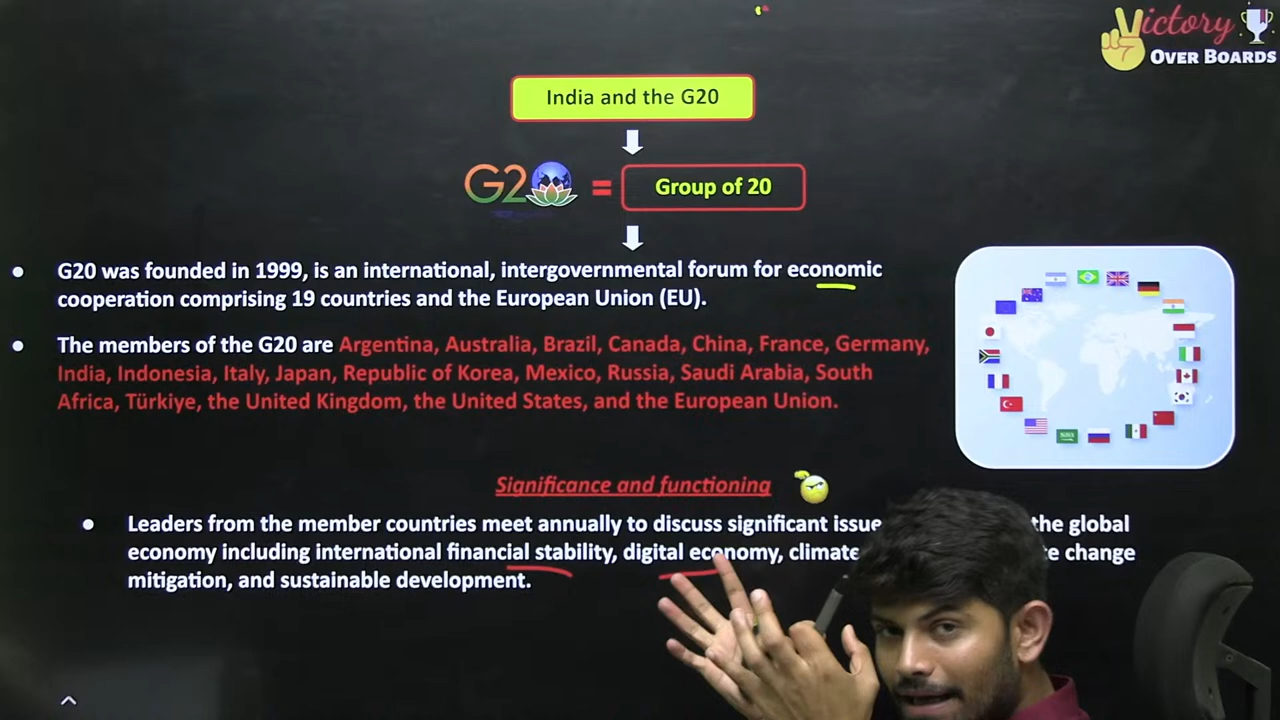 Victory
OVER BOARDS
India and the G20
G20 = Group of 20
G20 was founded in 1999, is an international, intergovernmental forum for economic
cooperation comprising 19 countries and the European Union (EU).
The members of the G20 are Argentina, Australia, Brazil, Canada, China, France, Germany,
India, Indonesia, Italy, Japan, Republic of Korea, Mexico, Russia, Saudi Arabia, South
Africa, Türkiye, the United Kingdom, the United States, and the European Union.
Significance and functioning
Leaders from the member countries meet annually to discuss significant the global
economy including international financial stability, digital economy, change
mitigation, and sustainable development.